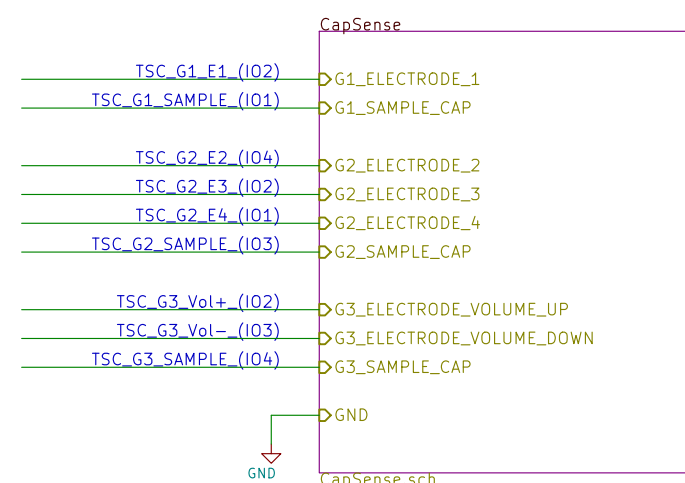 CapSense
TSC_G1_E1_(IO2) G1_ELECTRODE_1
TSC_G1_SAMPLE_(IO1) G1_SAMPLE_CAP
TSC_G2_E2_(IO4) G2_ELECTRODE_2
TSC_G2_E3_(IO2) G2_ELECTRODE_3
TSC_G2_E4_(IO1) G2_ELECTRODE_4
TSC_G2_SAMPLE_(IO3) G2_SAMPLE_CAP
TSC_G3_Vol+_(IO2) G3_ELECTRODE_VOLUME_UP
TSC_G3_Vol-_(IO3) G3_ELECTRODE_VOLUME_DOWN
TSC_G3_SAMPLE_(IO4) G3_SAMPLE_CAP
GND
GND
CapSense.sch